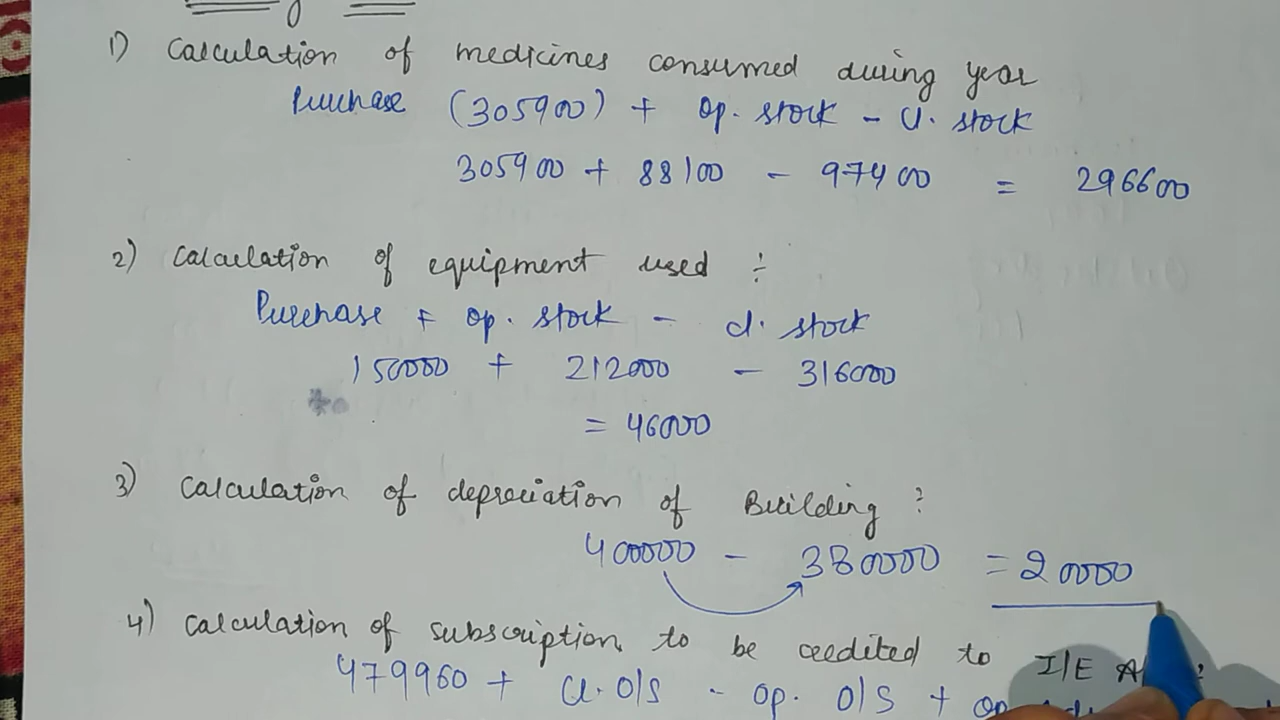 1) Calculation of medicines consumed during year
Purchase (305900) + Op. stock - Cl. stock
305900 + 88100 - 97400 = 296600
2) Calculation of equipment used :-
Purchase + op. stock - cl. stock
150000 + 212000 - 316000
= 46000
3) Calculation of depreciation of Building :
400000 - 380000 = 20000
4) Calculation of subscription to be credited to I/E
479960 + Cl. O/S - Op. O/S + Op